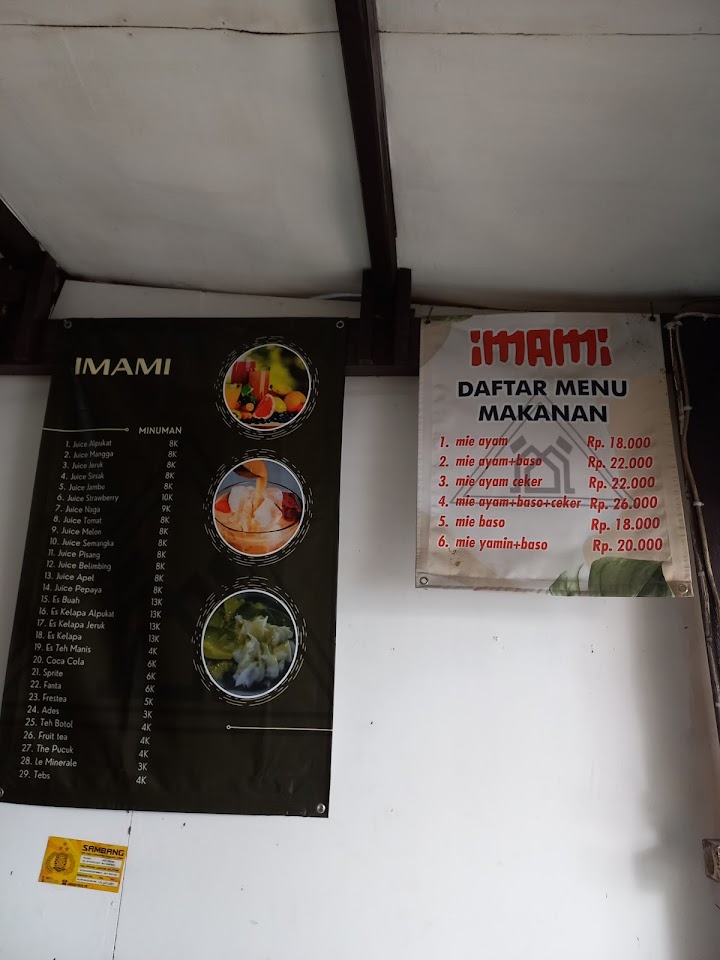 IMAMI
MINUMAN
1. Juice Alpukat 8K
2. Juice Mangga 8K
3. Juice Jeruk 8K
4. Juice Sirsak 8K
5. Juice Jambu 8K
6. Juice Strawberry 10K
7. Juice Naga 9K
8. Juice Tomat 8K
9. Juice Melon 8K
10. Juice Semangka 8K
11. Juice Pisang 8K
12. Juice Belimbing 8K
13. Juice Apel 8K
14. Juice Pepaya 8K
15. Es Buah 13K
16. Es Kelapa Alpukat 13K
17. Es Kelapa Jeruk 13K
18. Es Kelapa 13K
19. Es Teh Manis 4K
20. Coca Cola 6K
21. Sprite 6K
22. Fanta 6K
23. Frestea 5K
24. Ades 3K
25. Teh Botol 4K
26. Fruit tea 4K
27. The Pucuk 4K
28. Le Minerale 3K
29. Tebs 4K
imami
DAFTAR MENU
MAKANAN
1. mie ayam Rp. 18.000
2. mie ayam+baso Rp. 22.000
3. mie ayam ceker Rp. 22.000
4. mie ayam+baso+ceker Rp. 26.000
5. mie baso Rp. 18.000
6. mie yamin+baso Rp. 20.000
SAMBANG